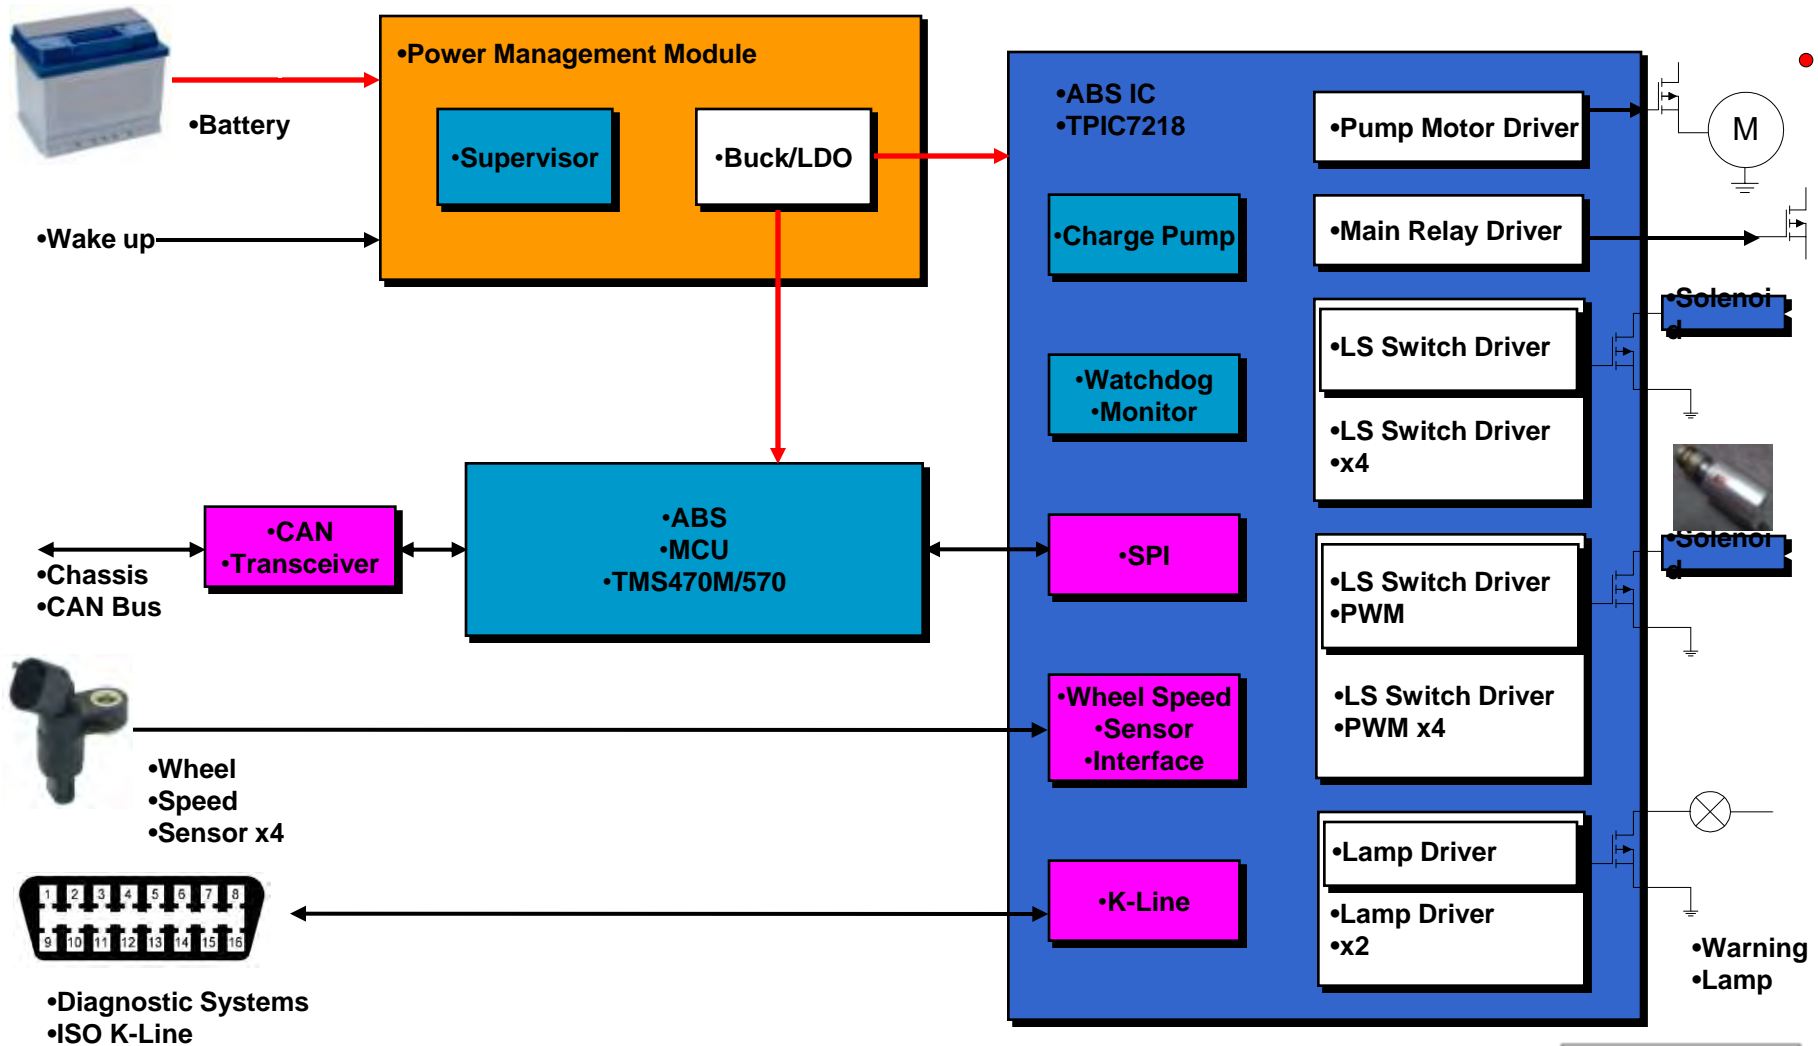 •Power Management Module
•Battery
•Supervisor
•Buck/LDO
•Wake up
•ABS IC
•TPIC7218
•Pump Motor Driver
M
•Charge Pump
•Main Relay Driver
•Solenoi
d
•LS Switch Driver
•Watchdog
•Monitor
•LS Switch Driver
•x4
•CAN
•Transceiver
•ABS
•MCU
•TMS470M/570
•SPI
•Chassis
•CAN Bus
•Solenoi
d
•LS Switch Driver
•PWM
•Wheel Speed
•Sensor
•Interface
•LS Switch Driver
•PWM x4
•Wheel
•Speed
•Sensor x4
•Lamp Driver
•K-Line
•Lamp Driver
•x2
1 2 3 4 5 6 7 8
9 10 11 12 13 14 15 16
•Warning
•Lamp
•Diagnostic Systems
•ISO K-Line